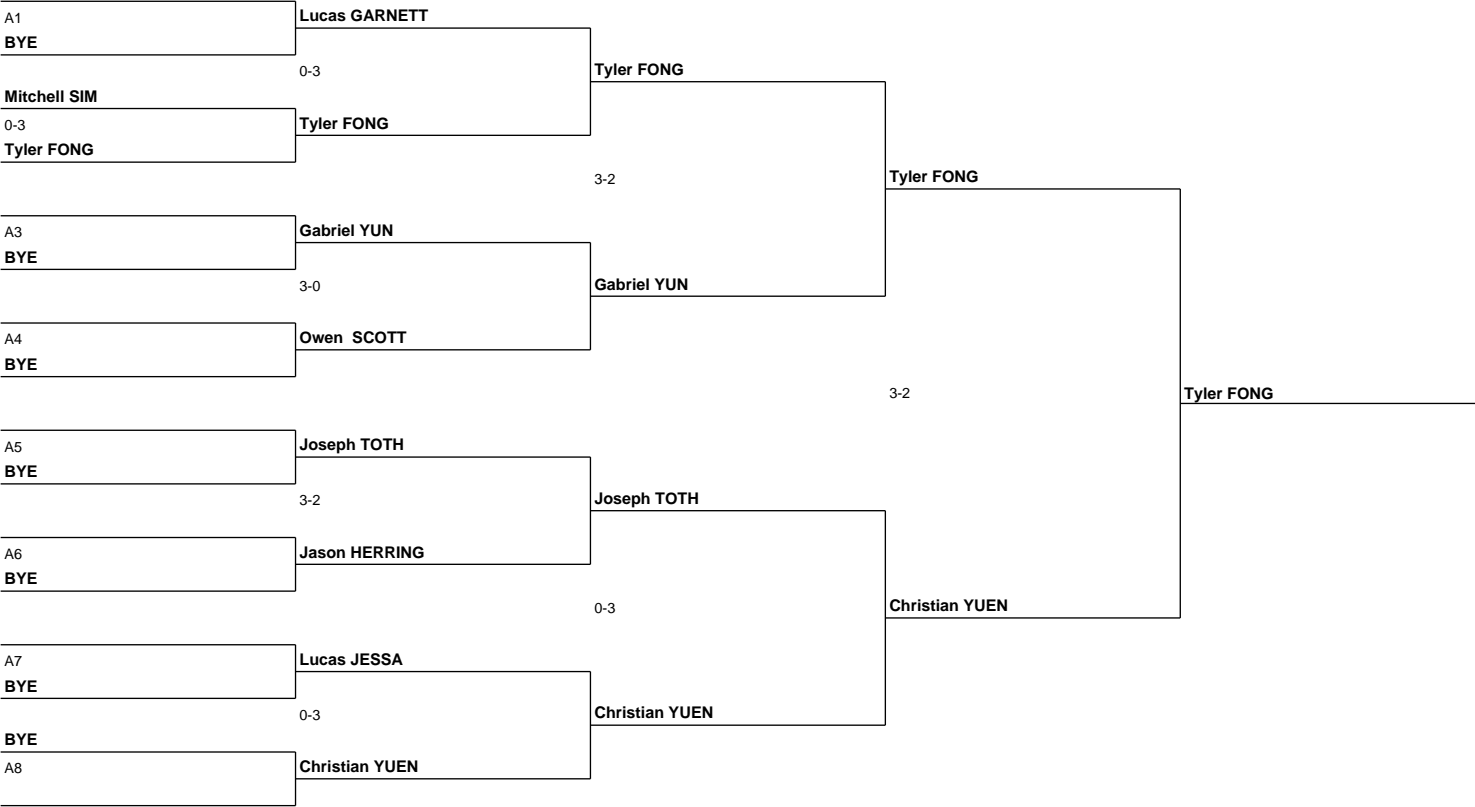 A1
BYE
Lucas GARNETT
0-3
Mitchell SIM
0-3
Tyler FONG
Tyler FONG
Tyler FONG
3-2
A3
BYE
Gabriel YUN
3-0
A4
BYE
Owen  SCOTT
Gabriel YUN
Tyler FONG
3-2
A5
BYE
Joseph TOTH
3-2
A6
BYE
Jason HERRING
Joseph TOTH
0-3
A7
BYE
Lucas JESSA
0-3
BYE
A8
Christian YUEN
Christian YUEN
Christian YUEN
Tyler FONG